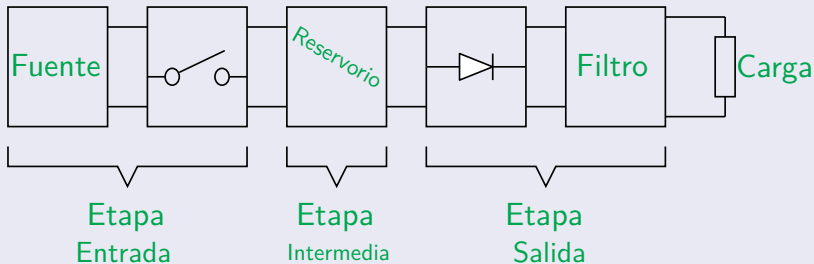 Fuente
Reservorio
Filtro
Carga
Etapa
Entrada
Etapa
Intermedia
Etapa
Salida